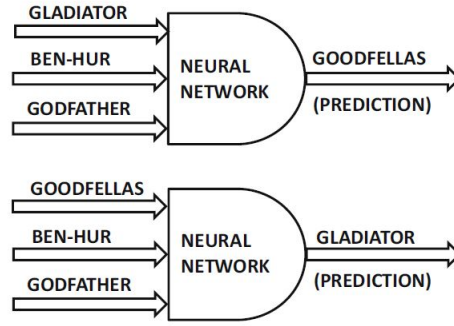 GLADIATOR
BEN-HUR
GODFATHER
NEURAL
NETWORK
GOODFELLAS
(PREDICTION)
GOODFELLAS
BEN-HUR
GODFATHER
NEURAL
NETWORK
GLADIATOR
(PREDICTION)